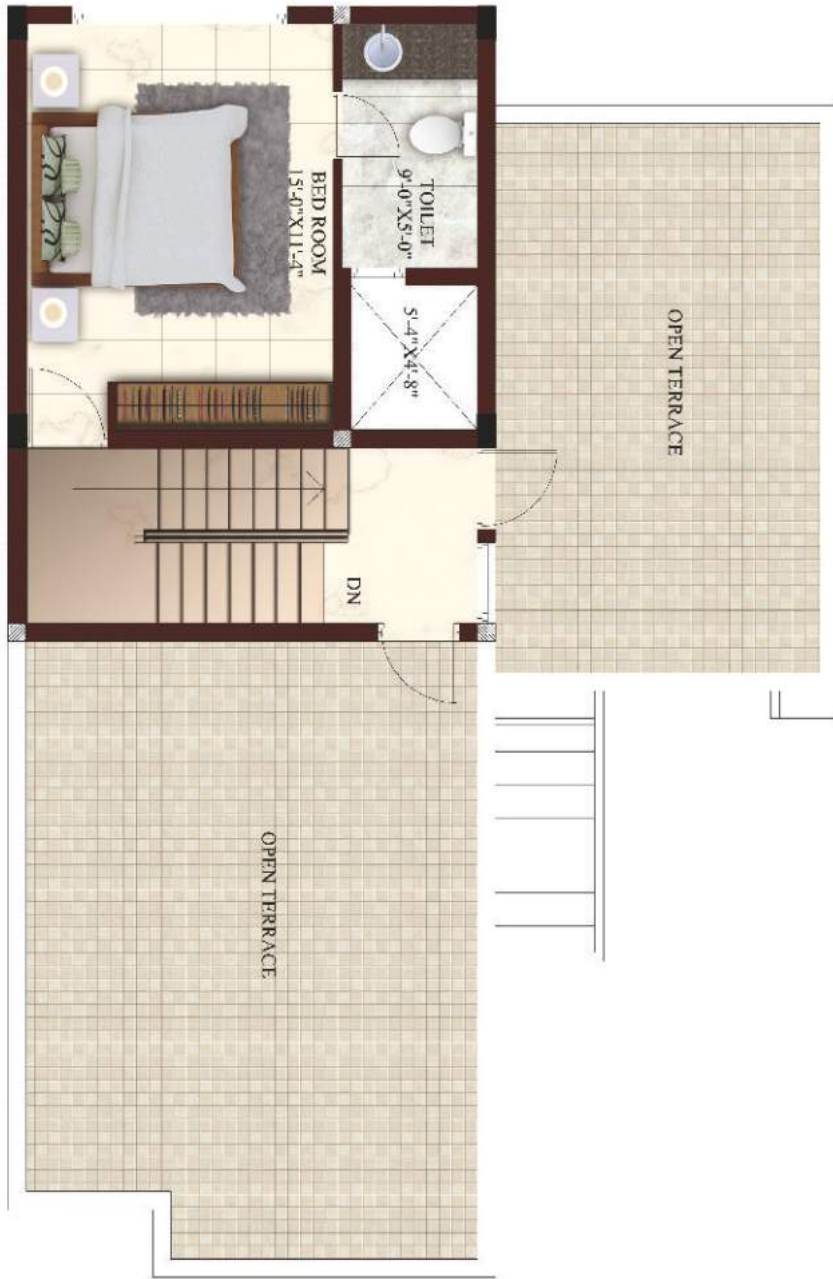 OPEN TERRACE
TOILET
9'-0"X5'-0"
BED ROOM
15'-0"X11'-4"
5'-4"X4'-8"
DN
OPEN TERRACE